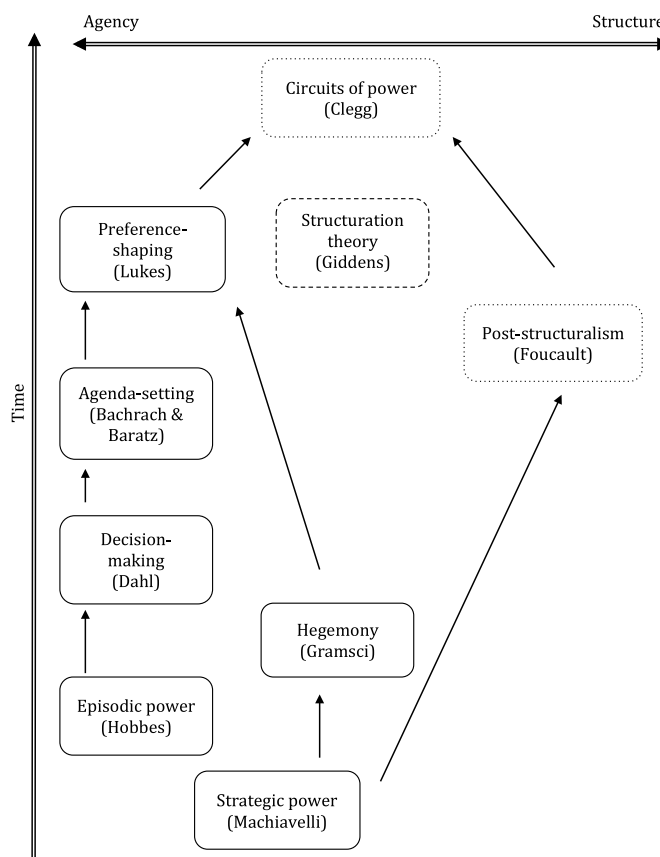 Agency
Structure
Circuits of power
(Clegg)
Preference-
shaping
(Lukes)
Structuration
theory
(Giddens)
Post-structuralism
(Foucault)
Agenda-setting
(Bachrach &
Baratz)
Time
Decision-
making
(Dahl)
Hegemony
(Gramsci)
Episodic power
(Hobbes)
Strategic power
(Machiavelli)